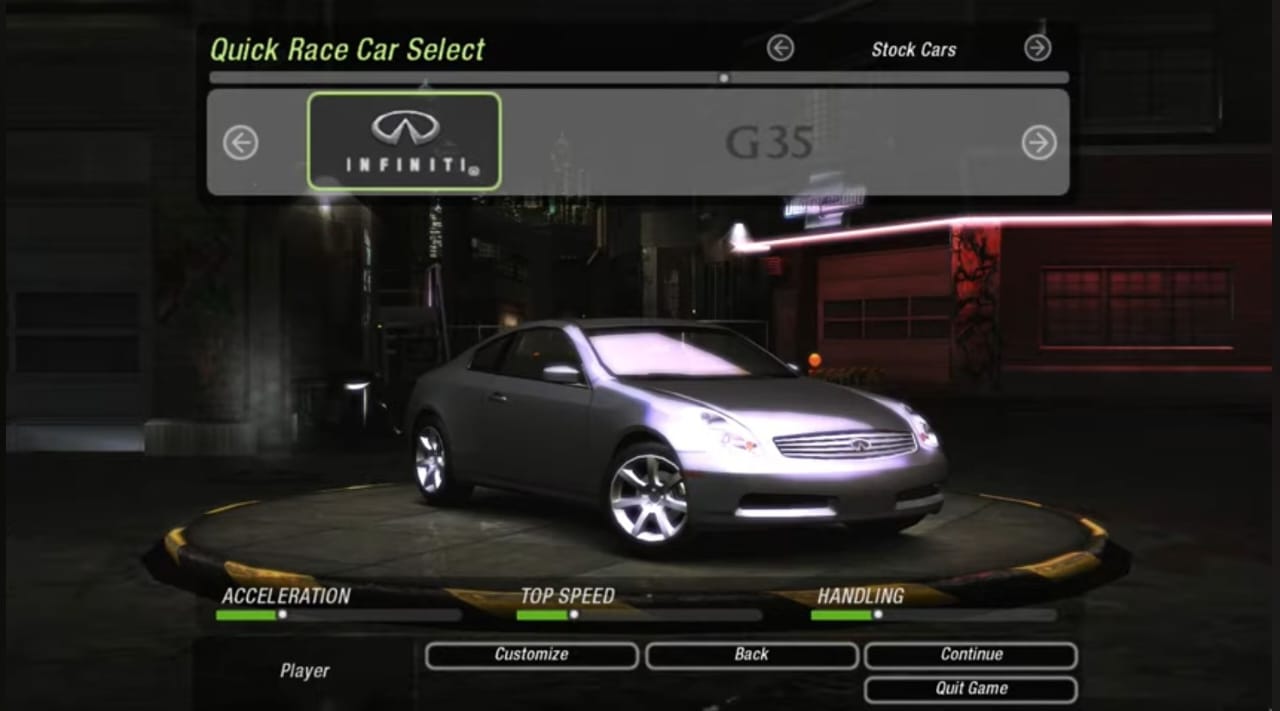 Quick Race Car Select
Stock Cars
INFINITI®
G35
ACCELERATION
TOP SPEED
HANDLING
Player
Customize
Back
Continue
Quit Game